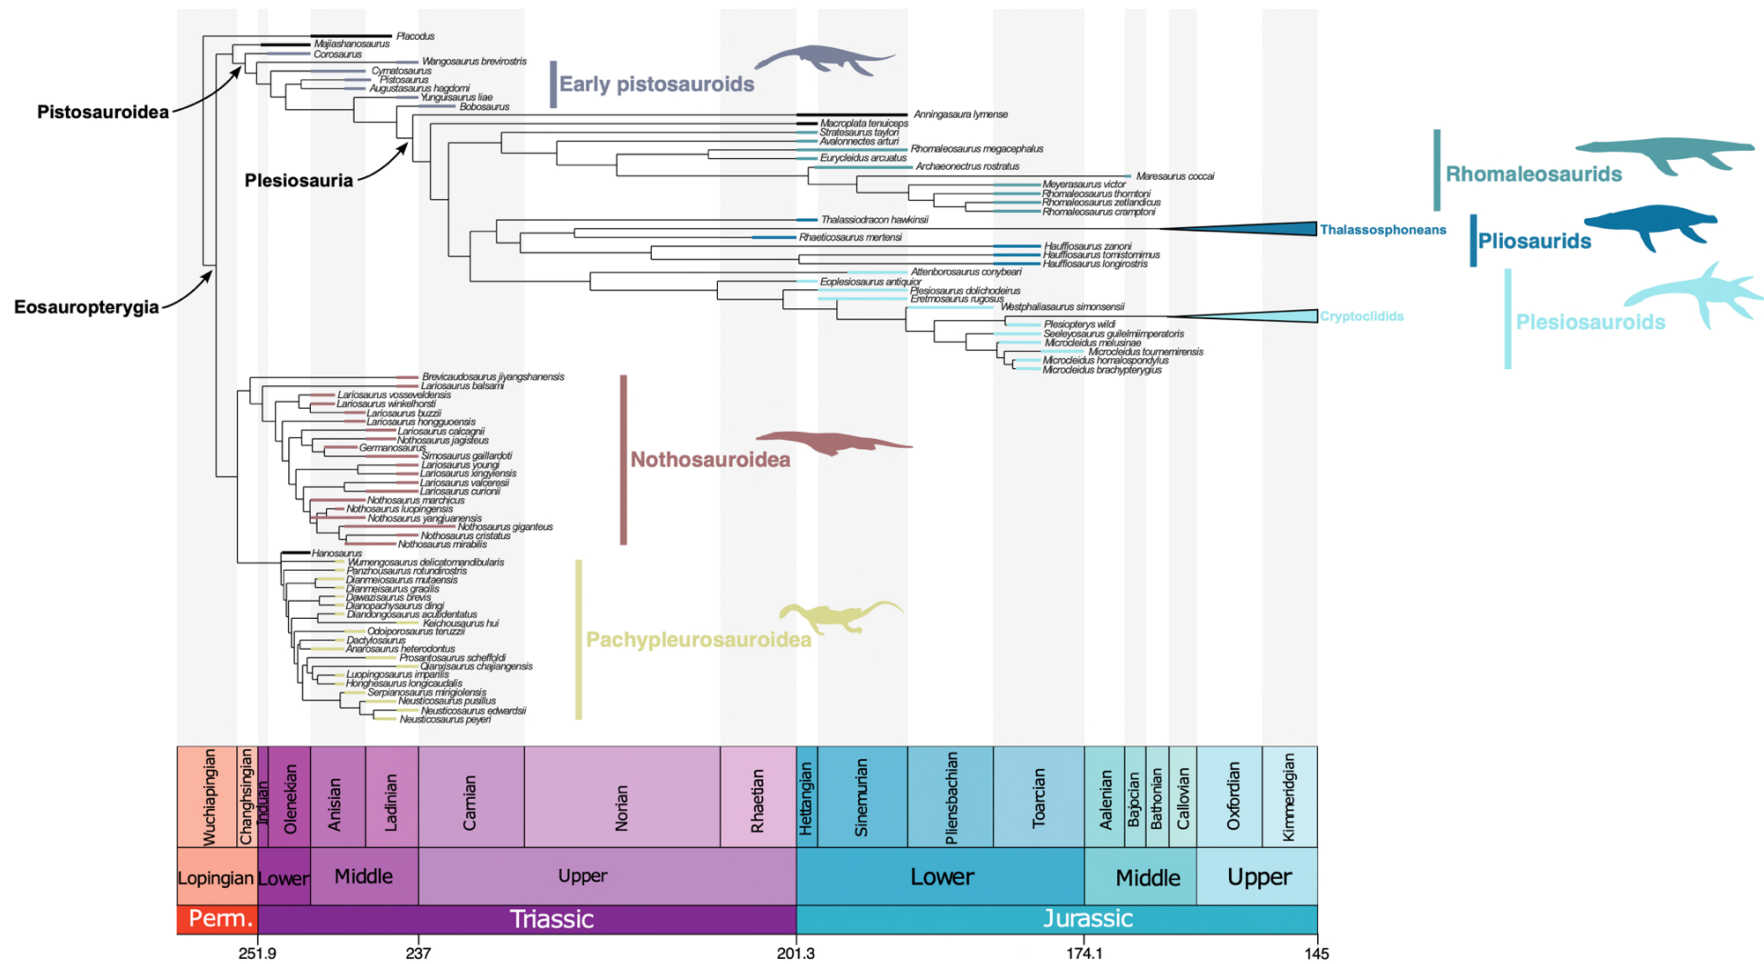 Placodus
Majiashanosaurus
Corosaurus
Wangosaurus brevirostris
Cymatosaurus
Pistosaurus
Augustasaurus hagdorni
Yunguisaurus liae
Bobosaurus
Early pistosauroids
Pistosauroidea
Plesiosauria
Eosauropterygia
Anningasaura lymense
Macroplata tenuiceps
Stratesaurus taylori
Avalonnectes arturi
Rhomaleosaurus megacephalus
Eurycleidus arcuatus
Archaeonectrus rostratus
Maresaurus coccai
Meyerasaurus victor
Rhomaleosaurus thorntoni
Rhomaleosaurus zetlandicus
Rhomaleosaurus cramptoni
Rhomaleosaurids
Thalassiodracon hawkinsii
Thalassosphoneans
Rhaeticosaurus mertensi
Hauffiosaurus zanoni
Hauffiosaurus tomistomimus
Hauffiosaurus longirostris
Pliosaurids
Attenborosaurus conybeari
Eoplesiosaurus antiquior
Plesiosaurus dolichodeirus
Eretmosaurus rugosus
Westphaliasaurus simonsensii
Cryptoclidids
Plesiopterys wildi
Seeleyosaurus guilelmiimperatoris
Microcleidus melusinae
Microcleidus tournemirensis
Microcleidus homalospondylus
Microcleidus brachypterygius
Plesiosauroids
Brevicaudosaurus jiyangshanensis
Lariosaurus balsami
Lariosaurus vosseveldensis
Lariosaurus winkelhorsti
Lariosaurus buzzii
Lariosaurus hongguoensis
Lariosaurus calcagnii
Nothosaurus jagisteus
Germanosaurus
Simosaurus gaillardoti
Lariosaurus youngi
Lariosaurus xingyiensis
Lariosaurus valceresii
Lariosaurus curionii
Nothosaurus marchicus
Nothosaurus luopingensis
Nothosaurus yangjuanensis
Nothosaurus giganteus
Nothosaurus cristatus
Nothosaurus mirabilis
Nothosauroidea
Hanosaurus
Wumengosaurus delicatomandibularis
Panzhousaurus rotundirostris
Dianmeiosaurus mutaensis
Dianmeisaurus gracilis
Dawazisaurus brevis
Dianopachysaurus dingi
Diandongosaurus acutidentatus
Keichousaurus hui
Odoiporosaurus teruzzii
Dactylosaurus
Anarosaurus heterodontus
Prosantosaurus scheffoldi
Qianxisaurus chajiangensis
Luopingosaurus imparilis
Honghesaurus longicaudalis
Serpianosaurus mirigiolensis
Neusticosaurus pusillus
Neusticosaurus edwardsii
Neusticosaurus peyeri
Pachypleurosauroidea
Wuchiapingian
Changhsingian
Induan
Olenekian
Anisian
Ladinian
Carnian
Norian
Rhaetian
Hettangian
Sinemurian
Pliensbachian
Toarcian
Aalenian
Bajocian
Bathonian
Callovian
Oxfordian
Kimmeridgian
Lopingian Lower Middle Upper Lower Middle Upper
Perm. Triassic Jurassic
251.9 237 201.3 174.1 145